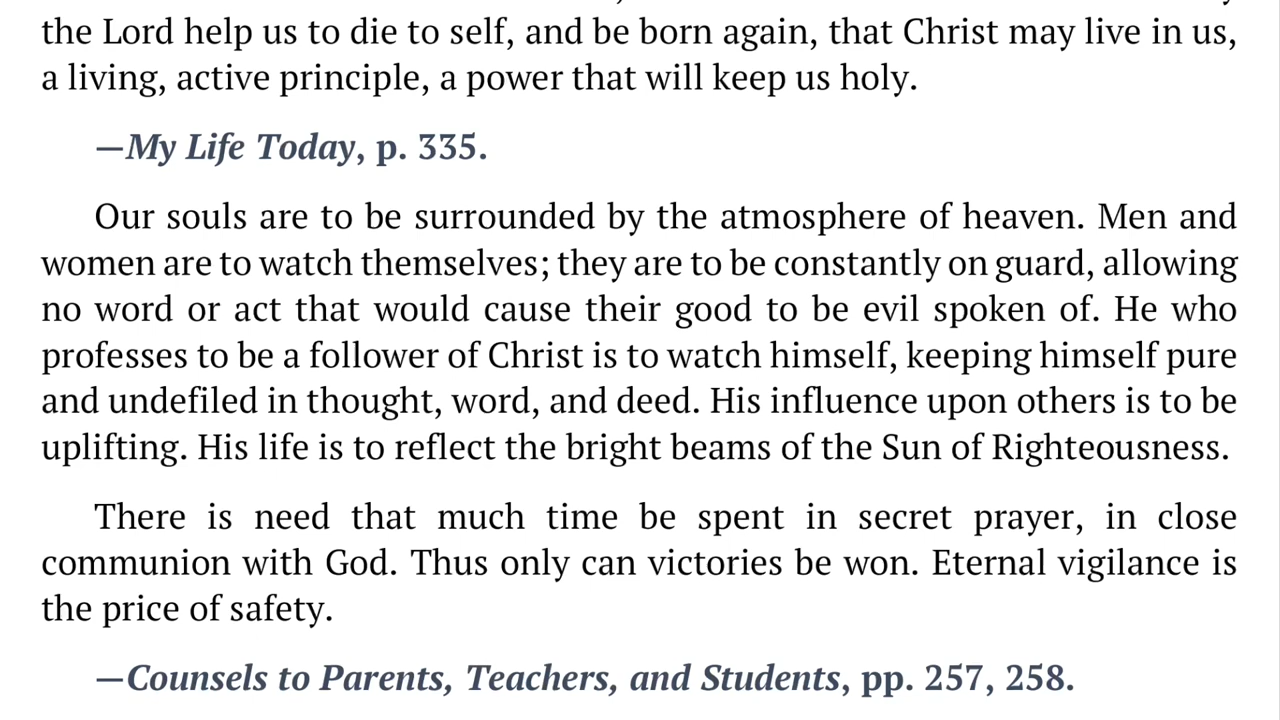 the Lord help us to die to self, and be born again, that Christ may live in us,
a living, active principle, a power that will keep us holy.
—My Life Today, p. 335.
Our souls are to be surrounded by the atmosphere of heaven. Men and
women are to watch themselves; they are to be constantly on guard, allowing
no word or act that would cause their good to be evil spoken of. He who
professes to be a follower of Christ is to watch himself, keeping himself pure
and undefiled in thought, word, and deed. His influence upon others is to be
uplifting. His life is to reflect the bright beams of the Sun of Righteousness.
There is need that much time be spent in secret prayer, in close
communion with God. Thus only can victories be won. Eternal vigilance is
the price of safety.
—Counsels to Parents, Teachers, and Students, pp. 257, 258.